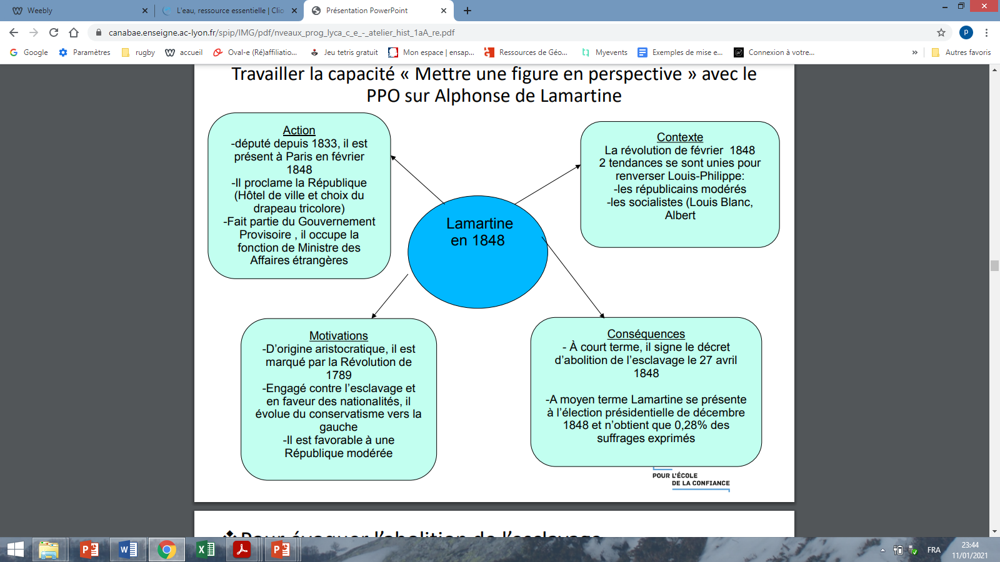 Weebly
L'eau, ressource essentielle | Clio
Présentation PowerPoint
canabae.enseigne.ac-lyon.fr/spip/IMG/pdf/nveaux_prog_lyca_c_e_-_atelier_hist_1aA_re.pdf
p
Google
Paramètres
rugby
accueil
Oval-e (Ré)affiliatio...
Jeu tetris gratuit
Mon espace | ensap...
Ressources de Géo...
Myevents
Exemples de mise e...
Connexion à votre...
»
Autres favoris
Travailler la capacité « Mettre une figure en perspective » avec le
PPO sur Alphonse de Lamartine
Action
-député depuis 1833, il est
présent à Paris en février
1848
-Il proclame la République
(Hôtel de ville et choix du
drapeau tricolore)
-Fait partie du Gouvernement
Provisoire , il occupe la
fonction de Ministre des
Affaires étrangères
Contexte
La révolution de février 1848
2 tendances se sont unies pour
renverser Louis-Philippe:
-les républicains modérés
-les socialistes (Louis Blanc,
Albert
Lamartine
en 1848
Motivations
-D'origine aristocratique, il est
marqué par la Révolution de
1789
-Engagé contre l'esclavage et
en faveur des nationalités, il
évolue du conservatisme vers la
gauche
-Il est favorable à une
République modérée
Conséquences
- À court terme, il signe le décret
d'abolition de l'esclavage le 27 avril
1848
-A moyen terme Lamartine se présente
à l'élection présidentielle de décembre
1848 et n'obtient que 0,28% des
suffrages exprimés
POUR L'ÉCOLE
DE LA CONFIANCE
Pour évoquer l'abolition de l'esclavage
FRA
23:44
11/01/2021